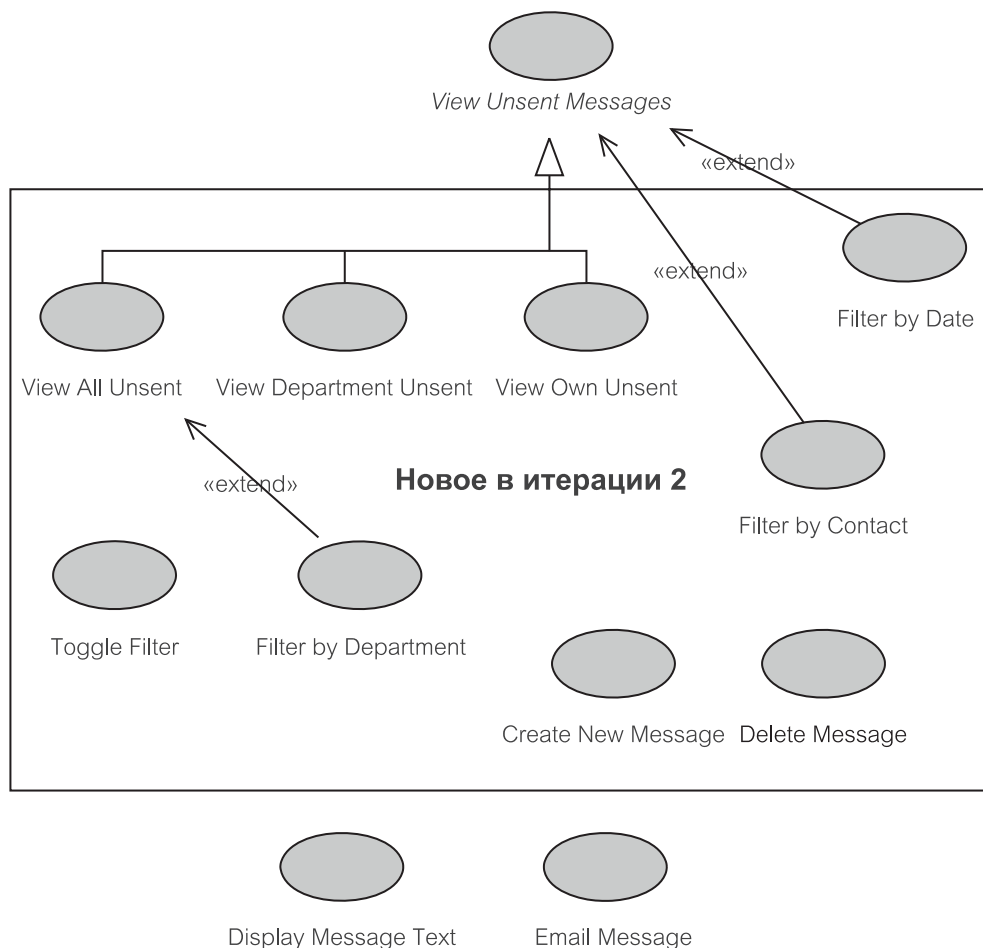 View Unsent Messages
«extend»
«extend»
Filter by Date
View All Unsent
View Department Unsent
View Own Unsent
«extend»
Новое в итерации 2
Filter by Contact
Toggle Filter
Filter by Department
Create New Message
Delete Message
Display Message Text
Email Message